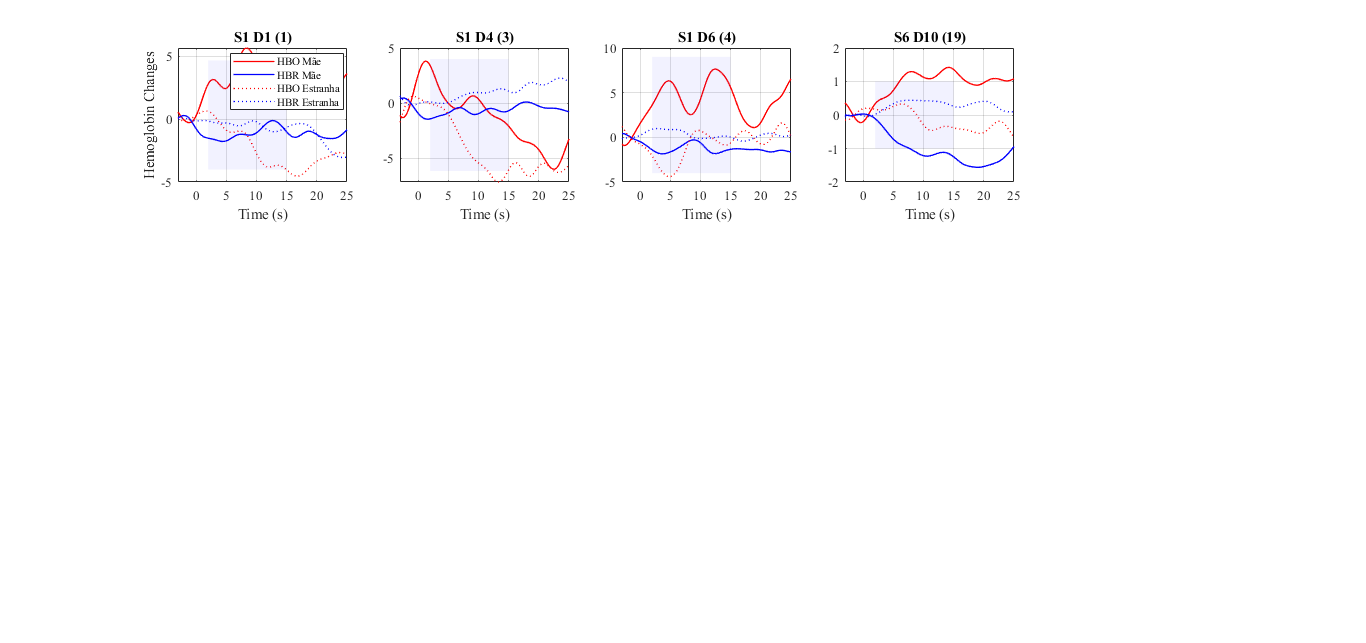 S1 D1 (1)
Hemoglobin Changes
5
0
-5
0 5 10 15 20 25
Time (s)
HBO Mãe
HBR Mãe
HBO Estranha
HBR Estranha
S1 D4 (3)
5
0
-5
0 5 10 15 20 25
Time (s)
S1 D6 (4)
10
5
0
-5
0 5 10 15 20 25
Time (s)
S6 D10 (19)
2
1
0
-1
-2
0 5 10 15 20 25
Time (s)